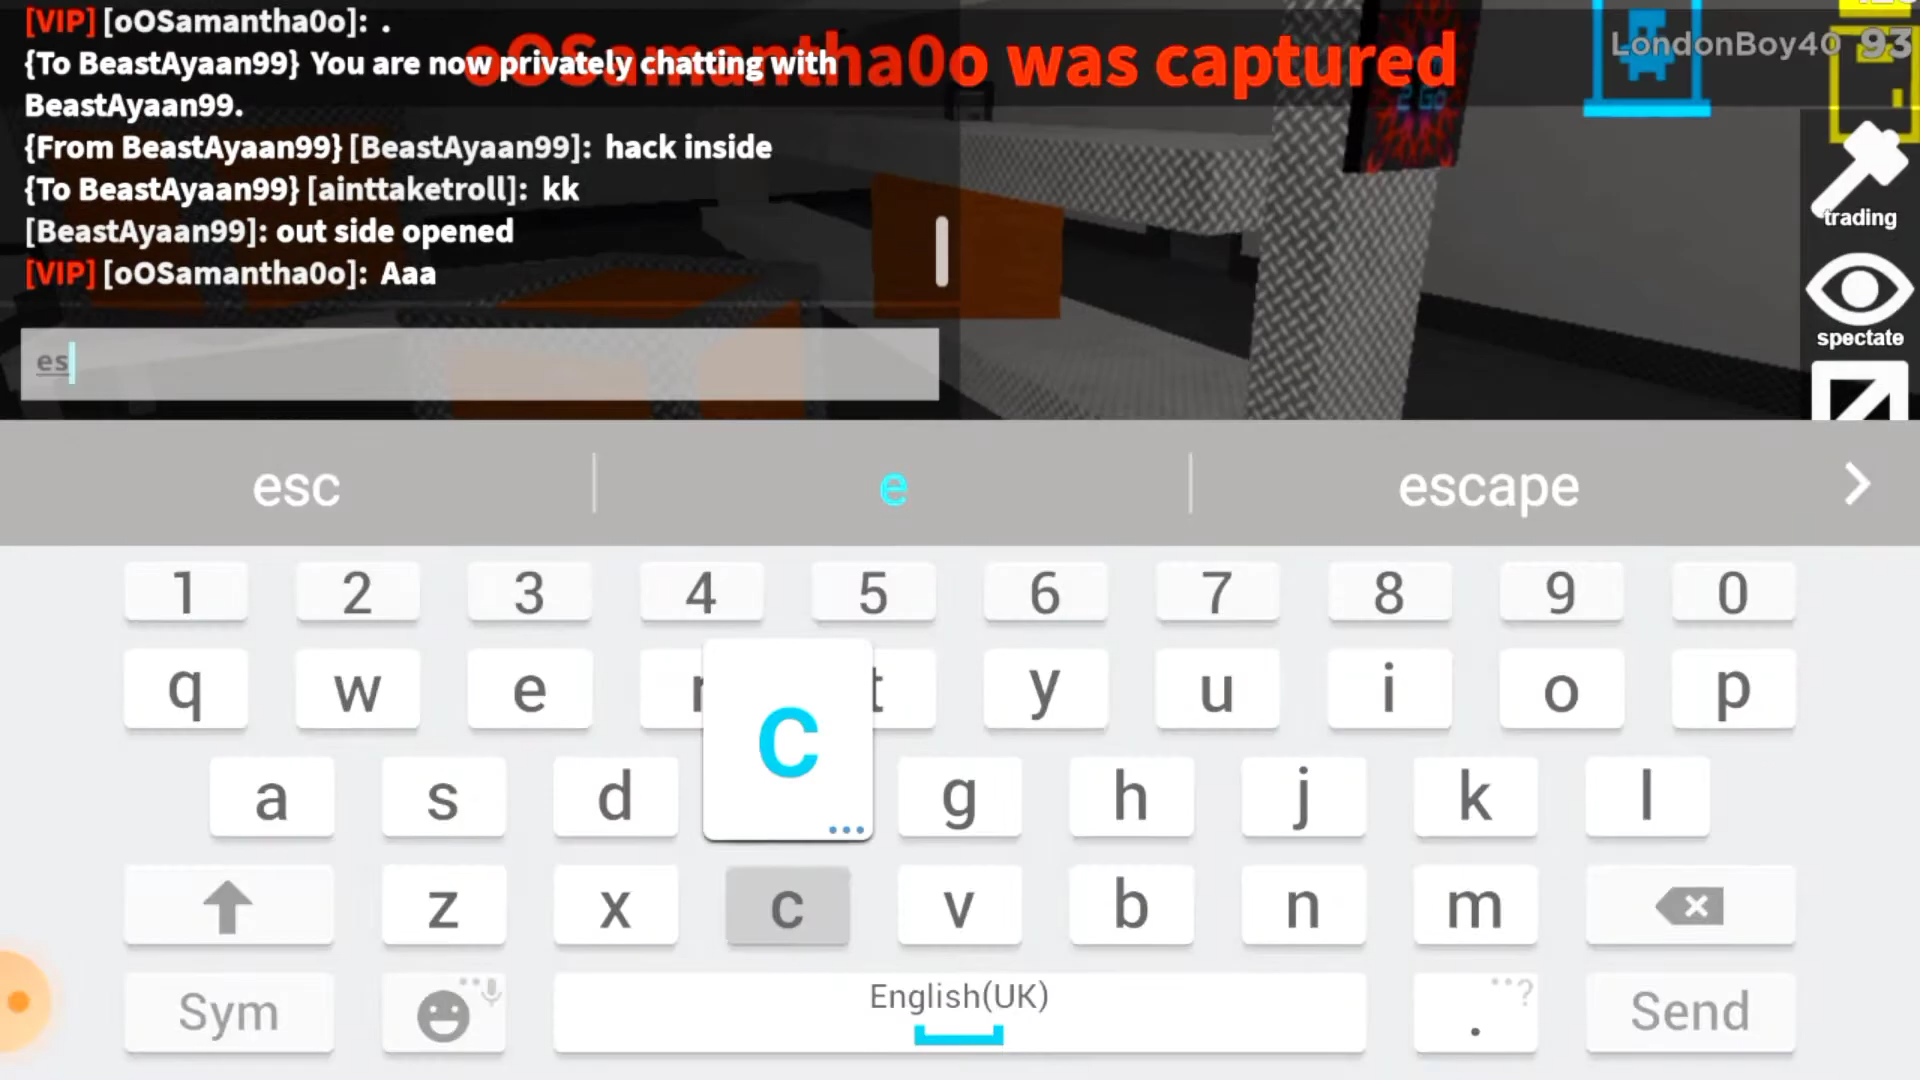 [VIP] [oOSamantha0o]: .
{To BeastAyaan99} You are now privately chatting with
BeastAyaan99.
{From BeastAyaan99} [BeastAyaan99]: hack inside
{To BeastAyaan99} [ainttaketroll]: kk
[BeastAyaan99]: out side opened
[VIP] [oOSamantha0o]: Aaa
oOSamantha0o was captured
LondonBoy40 93
trading
spectate
es
esc e escape
1 2 3 4 5 6 7 8 9 0
q w e r t y u i o p
C
a s d g h j k l
z x c v b n m
Sym English(UK) . ? Send